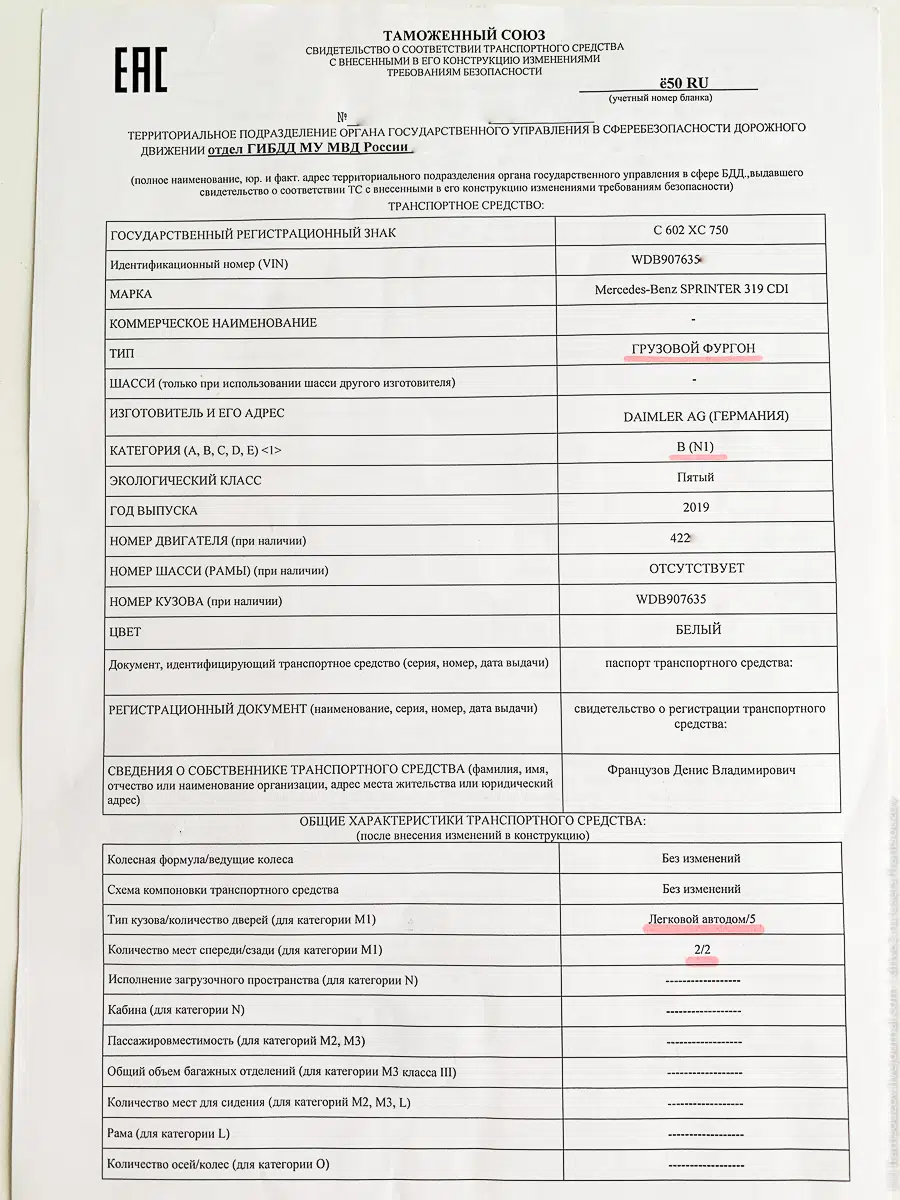 EAC
ТАМОЖЕННЫЙ СОЮЗ
СВИДЕТЕЛЬСТВО О СООТВЕТСТВИИ ТРАНСПОРТНОГО СРЕДСТВА
С ВНЕСЕННЫМИ В ЕГО КОНСТРУКЦИЮ ИЗМЕНЕНИЯМИ
ТРЕБОВАНИЯМ БЕЗОПАСНОСТИ
ё50 RU
(учетный номер бланка)
№
ТЕРРИТОРИАЛЬНОЕ ПОДРАЗДЕЛЕНИЕ ОРГАНА ГОСУДАРСТВЕННОГО УПРАВЛЕНИЯ В СФЕРЕБЕЗОПАСНОСТИ ДОРОЖНОГО
ДВИЖЕНИИ отдел ГИБДД МУ МВД России
(полное наименование, юр. и факт. адрес территориального подразделения органа государственного управления в сфере БДД.,выдавшего
свидетельство о соответствии ТС с внесенными в его конструкцию изменениями требованиям безопасности)
ТРАНСПОРТНОЕ СРЕДСТВО:
ГОСУДАРСТВЕННЫЙ РЕГИСТРАЦИОННЫЙ ЗНАК С 602 ХС 750
Идентификационный номер (VIN) WDB907635
МАРКА Mercedes-Benz SPRINTER 319 CDI
КОММЕРЧЕСКОЕ НАИМЕНОВАНИЕ -
ТИП ГРУЗОВОЙ ФУРГОН
ШАССИ (только при использовании шасси другого изготовителя) -
ИЗГОТОВИТЕЛЬ И ЕГО АДРЕС DAIMLER AG (ГЕРМАНИЯ)
КАТЕГОРИЯ (A, B, C, D, E) <1> B (N1)
ЭКОЛОГИЧЕСКИЙ КЛАСС Пятый
ГОД ВЫПУСКА 2019
НОМЕР ДВИГАТЕЛЯ (при наличии) 422
НОМЕР ШАССИ (РАМЫ) (при наличии) ОТСУТСТВУЕТ
НОМЕР КУЗОВА (при наличии) WDB907635
ЦВЕТ БЕЛЫЙ
Документ, идентифицирующий транспортное средство (серия, номер, дата выдачи) паспорт транспортного средства:
РЕГИСТРАЦИОННЫЙ ДОКУМЕНТ (наименование, серия, номер, дата выдачи) свидетельство о регистрации транспортного
средства:
СВЕДЕНИЯ О СОБСТВЕННИКЕ ТРАНСПОРТНОГО СРЕДСТВА (фамилия, имя, Французов Денис Владимирович
отчество или наименование организации, адрес места жительства или юридический
адрес)
ОБЩИЕ ХАРАКТЕРИСТИКИ ТРАНСПОРТНОГО СРЕДСТВА:
(после внесения изменений в конструкцию)
Колесная формула/ведущие колеса Без изменений
Схема компоновки транспортного средства Без изменений
Тип кузова/количество дверей (для категории М1) Легковой автодом/5
Количество мест спереди/сзади (для категории М1) 2/2
Исполнение загрузочного пространства (для категории N) ------------------
Кабина (для категории N) ------------------
Пассажировместимость (для категорий М2, М3) ------------------
Общий объем багажных отделений (для категории М3 класса III) ------------------
Количество мест для сидения (для категорий М2, М3, L) ------------------
Рама (для категории L) ------------------
Количество осей/колес (для категории О) ------------------